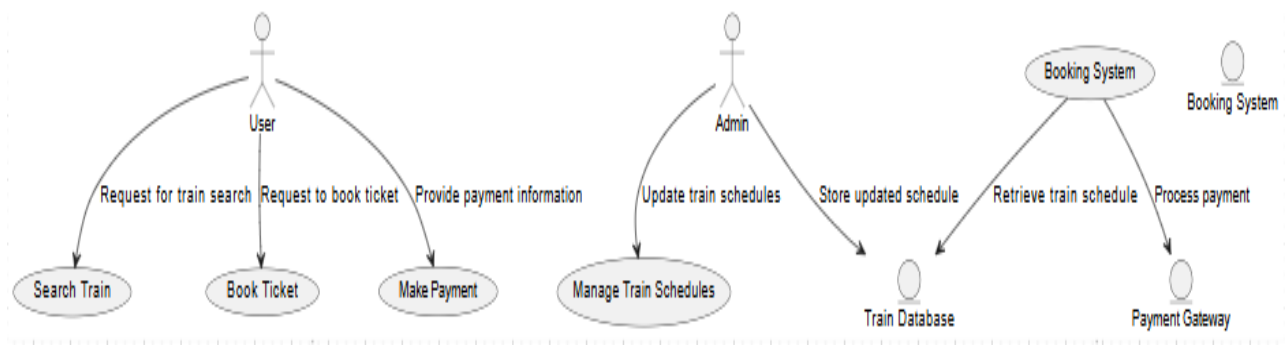 Booking System
Booking System
User
Admin
Request for train search
Request to book ticket
Provide payment information
Update train schedules
Store updated schedule
Retrieve train schedule
Process payment
Search Train
Book Ticket
Make Payment
Manage Train Schedules
Train Database
Payment Gateway